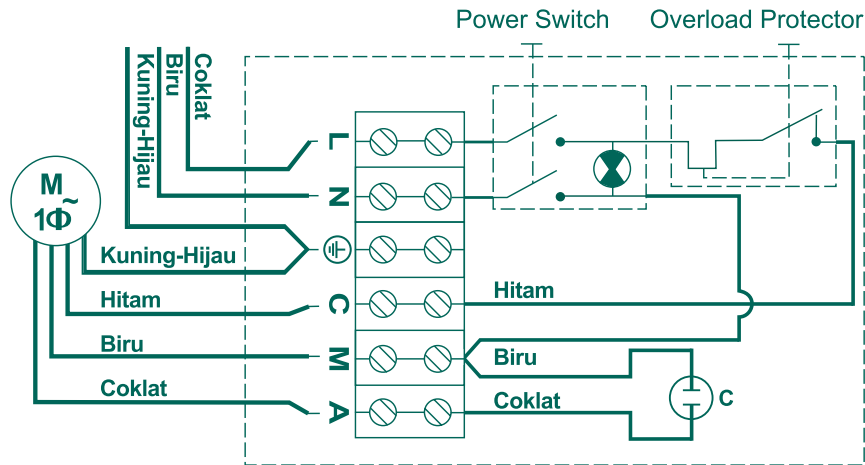 Power Switch
Overload Protector
Coklat
Biru
Kuning-Hijau
L
N
M
1Φ~
Kuning-Hijau
Hitam
C
Hitam
Biru
M
Biru
Coklat
A
Coklat
C